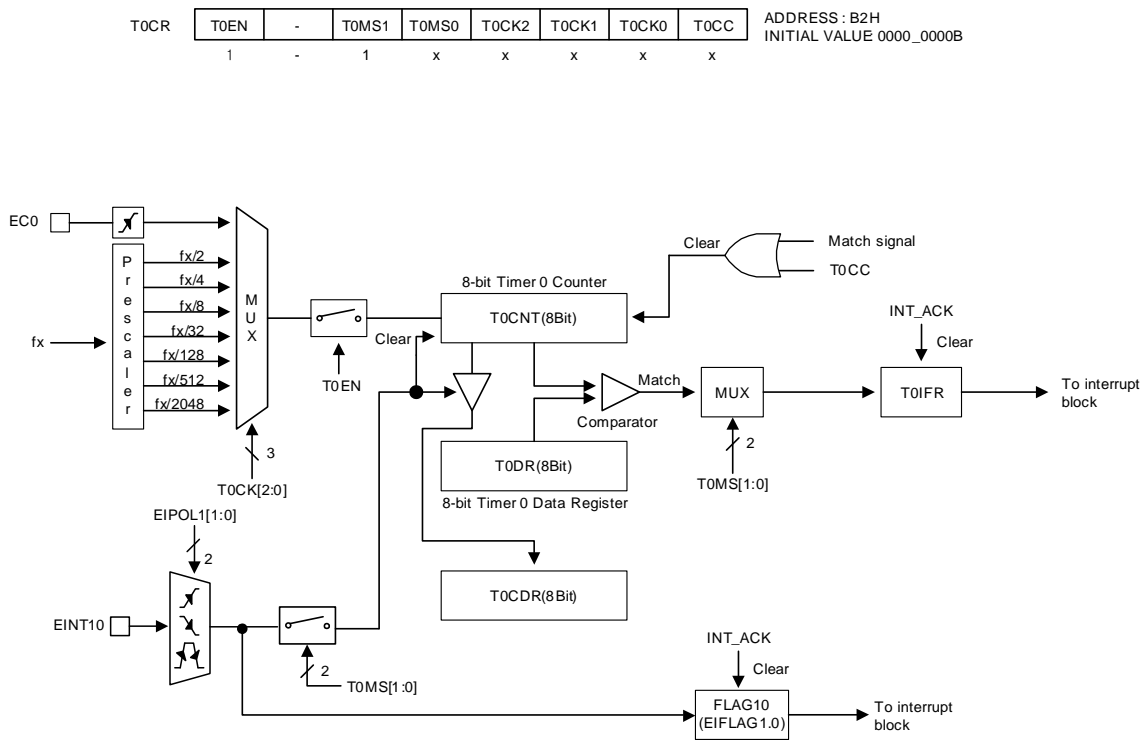 T0CR T0EN - T0MS1 T0MS0 T0CK2 T0CK1 T0CK0 T0CC ADDRESS : B2H
INITIAL VALUE: 0000_0000B
1 - 1 x x x x x
EC0
Prescaler
fx
fx/2
fx/4
fx/8
fx/32
fx/128
fx/512
fx/2048
MUX
3
T0CK[2:0]
T0EN
8-bit Timer 0 Counter
T0CNT(8Bit)
Clear
Clear
Match signal
T0CC
Comparator
Match
MUX
2
T0MS[1:0]
INT_ACK
Clear
T0IFR
To interrupt
block
T0DR(8Bit)
8-bit Timer 0 Data Register
T0CDR(8Bit)
EIPOL1[1:0]
2
EINT10
2
T0MS[1:0]
INT_ACK
Clear
FLAG10
(EIFLAG1.0)
To interrupt
block